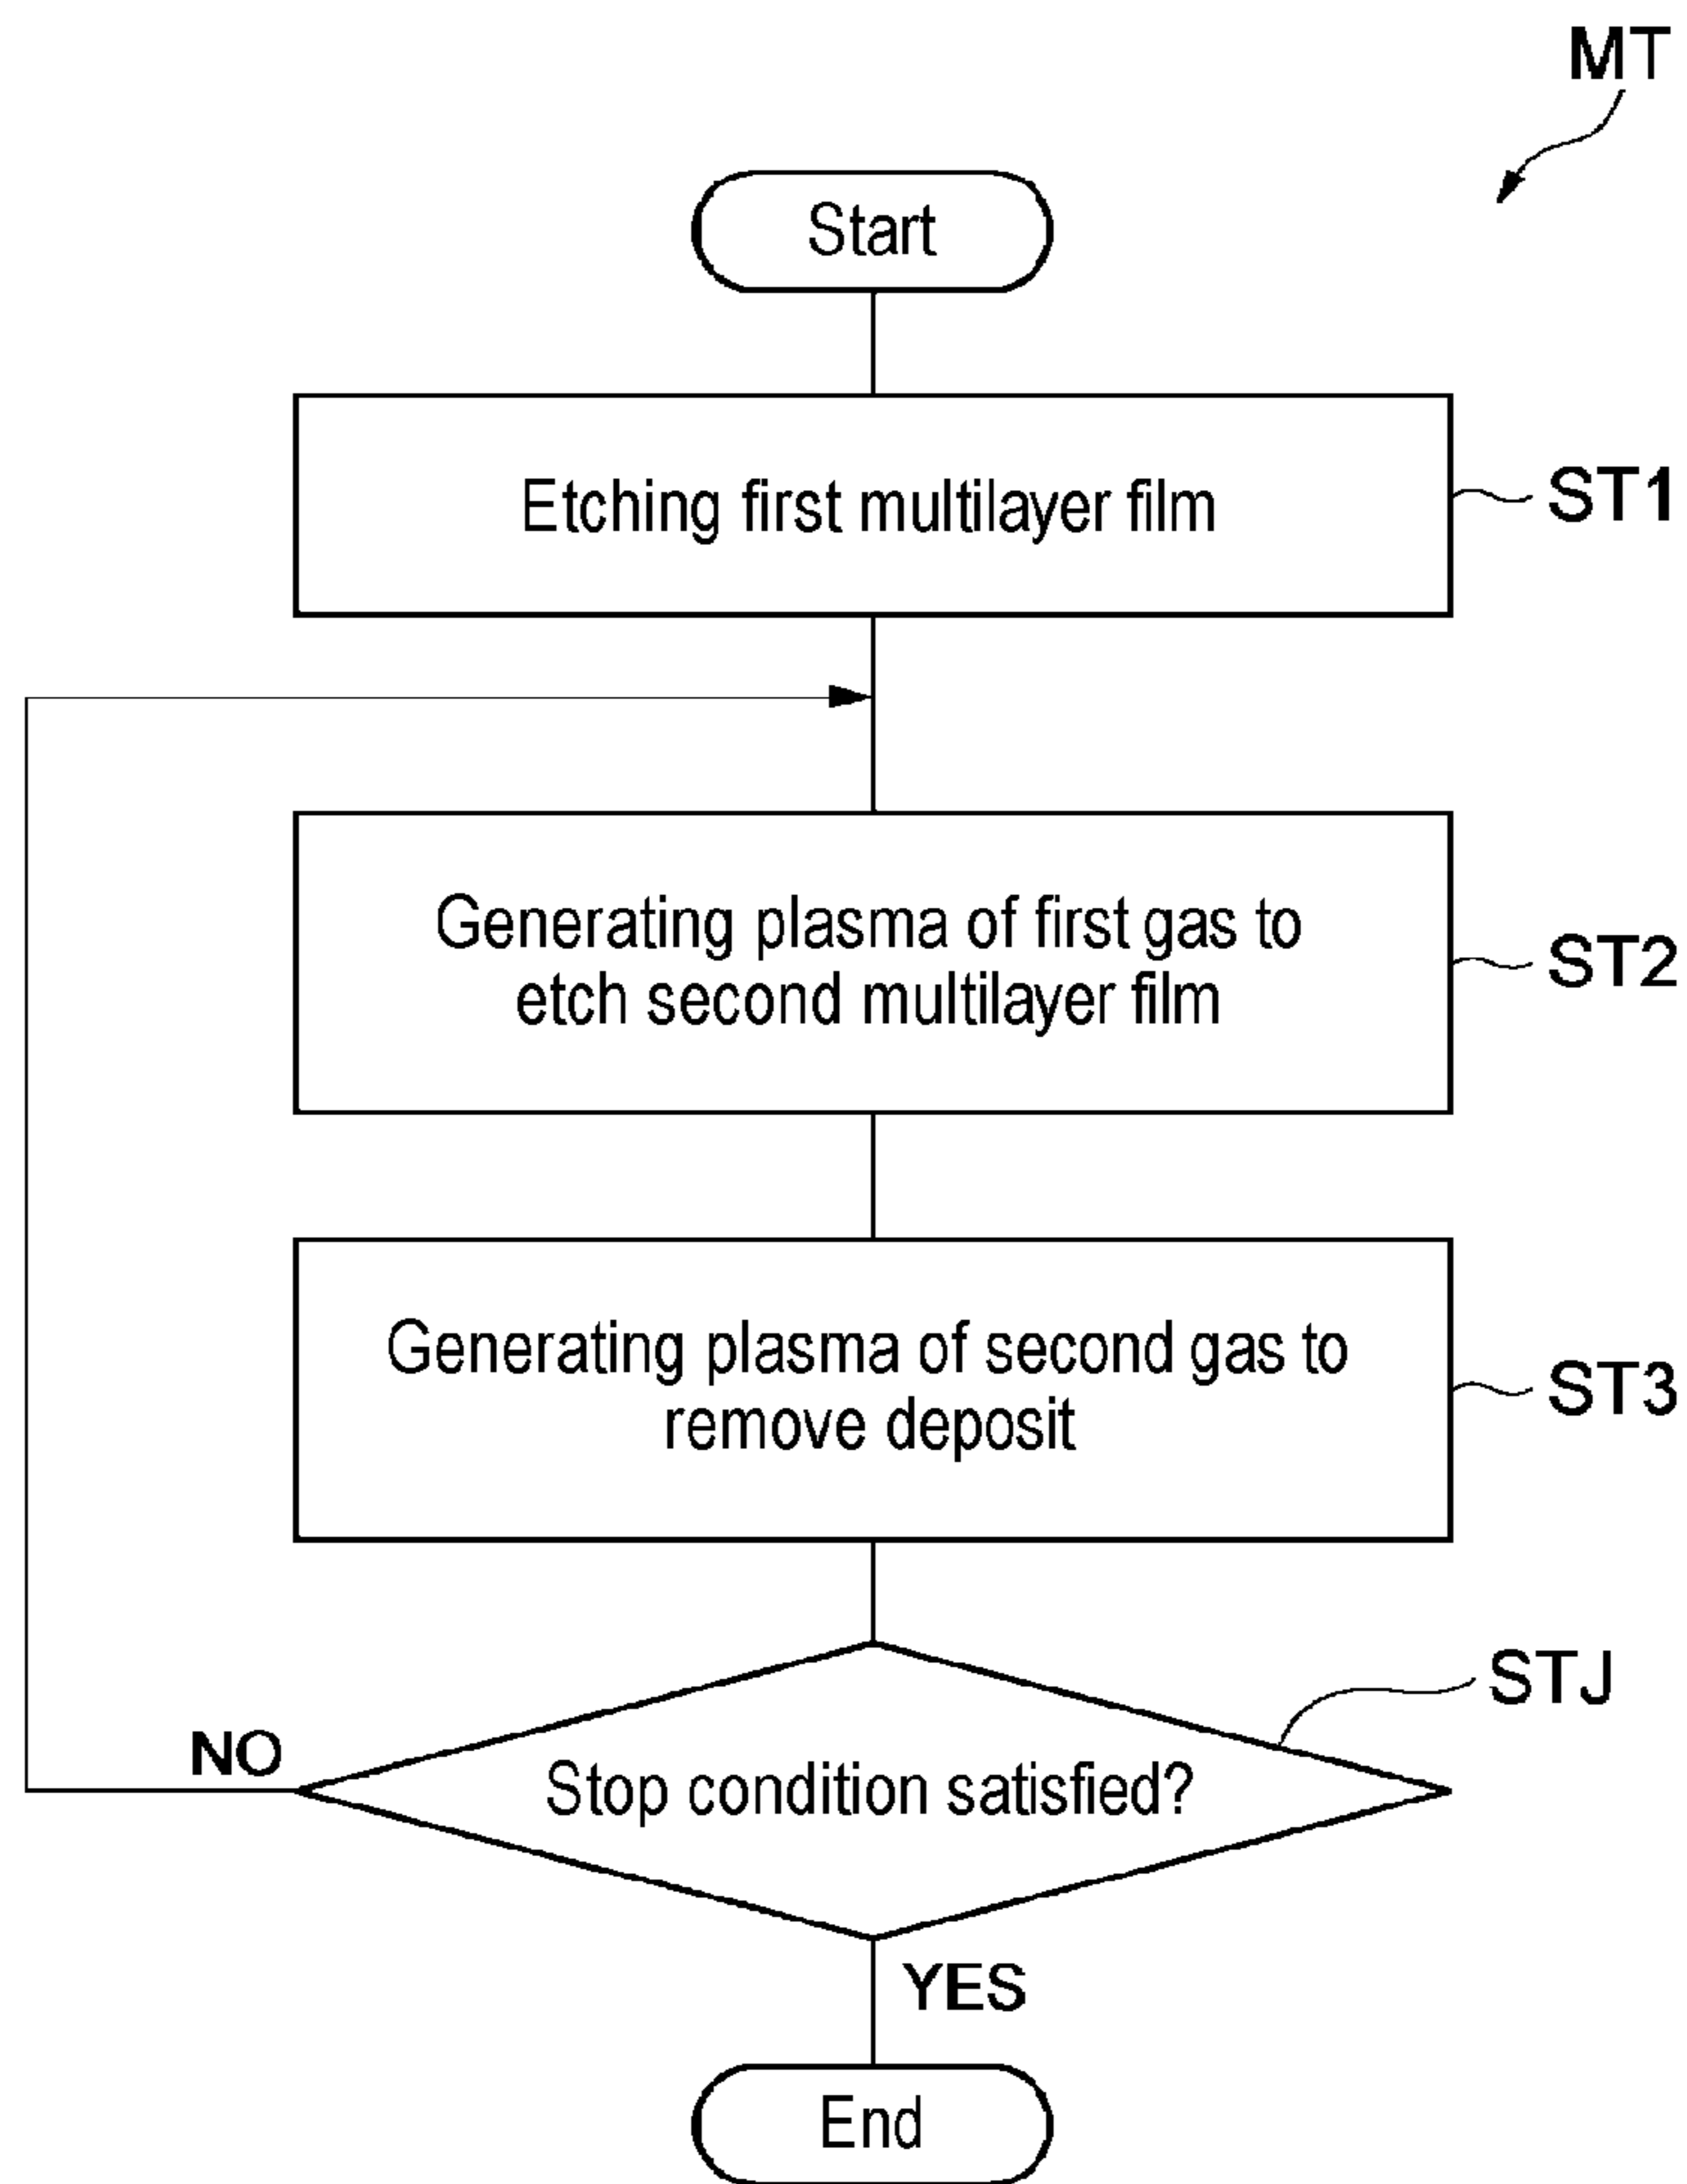 MT
Start
Etching first multilayer film
ST1
Generating plasma of first gas to
etch second multilayer film
ST2
Generating plasma of second gas to
remove deposit
ST3
STJ
NO
Stop condition satisfied?
YES
End